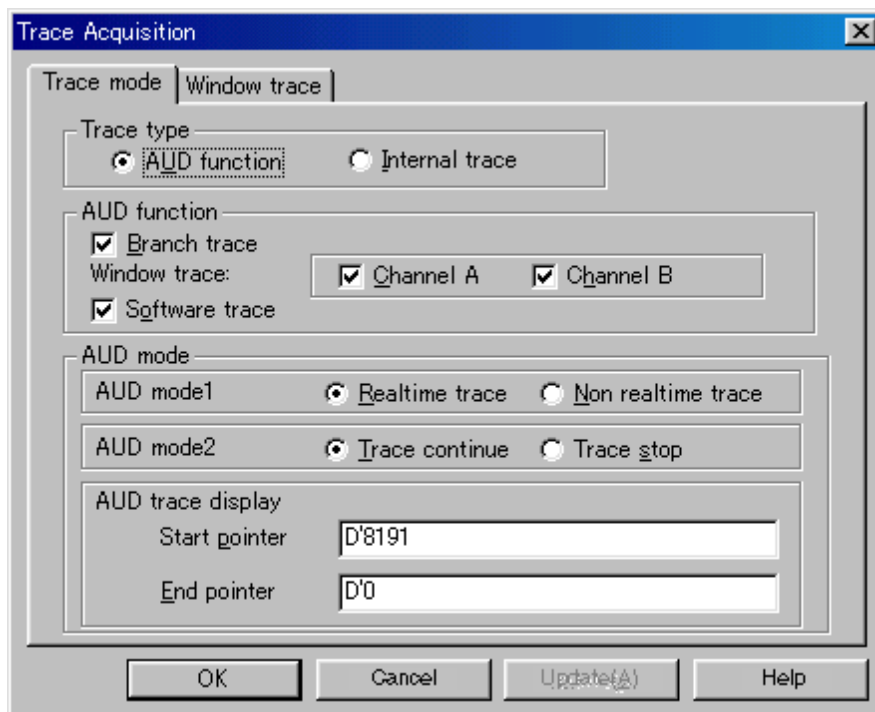 Trace Acquisition
Trace mode Window trace
Trace type
AUD function Internal trace
AUD function
Branch trace
Window trace: Channel A Channel B
Software trace
AUD mode
AUD mode1 Realtime trace Non realtime trace
AUD mode2 Trace continue Trace stop
AUD trace display
Start pointer D'8191
End pointer D'0
OK Cancel Update(A) Help